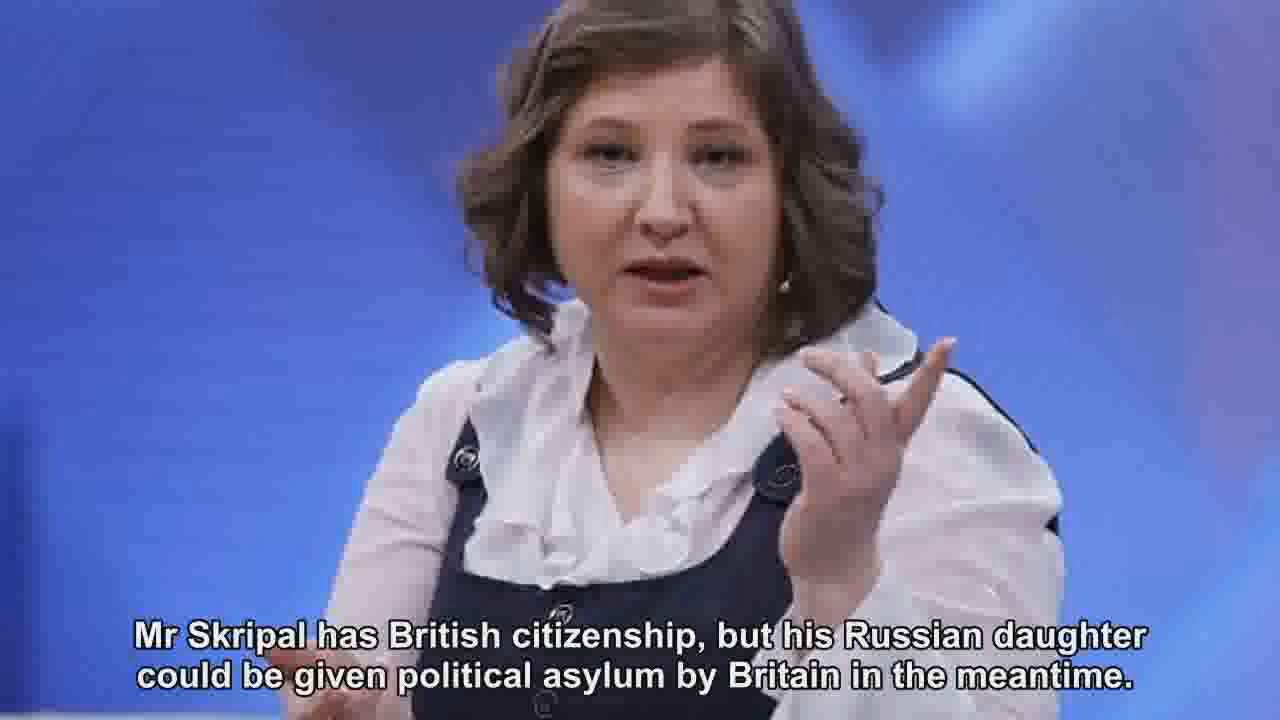 Mr Skripal has British citizenship, but his Russian daughter
could be given political asylum by Britain in the meantime.